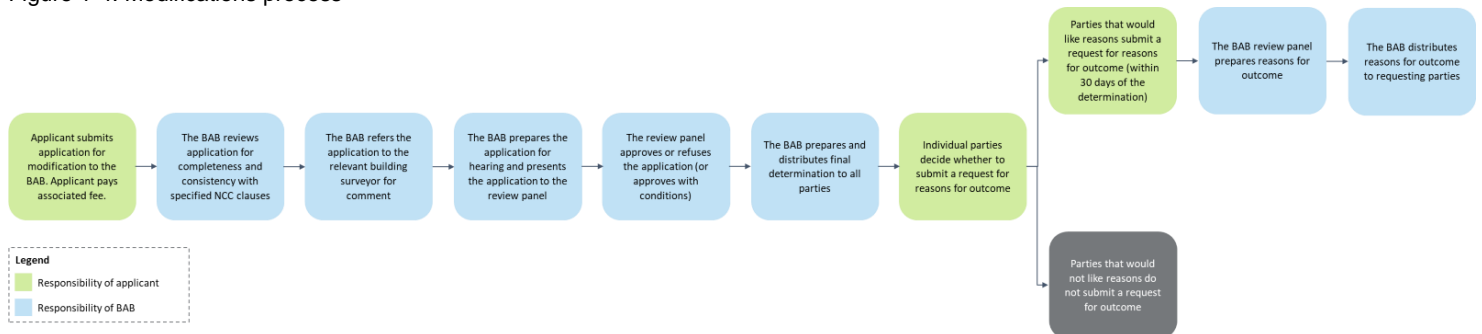 Parties that would
like reasons submit a
request for reasons
for outcome (within
30 days of the
determination)
The BAB review panel
prepares reasons for
outcome
The BAB distributes
reasons for outcome
to requesting parties
Applicant submits
application for
modification to the
BAB. Applicant pays
associated fee.
The BAB reviews
application for
completeness and
consistency with
specified NCC clauses
The BAB refers the
application to the
relevant building
surveyor for
comment
The BAB prepares the
application for
hearing and presents
the application to the
review panel
The review panel
approves or refuses
the application (or
approves with
conditions)
The BAB prepares and
distributes final
determination to all
parties
Individual parties
decide whether to
submit a request for
reasons for outcome
Parties that would
not like reasons do
not submit a request
for outcome
Legend
Responsibility of applicant
Responsibility of BAB